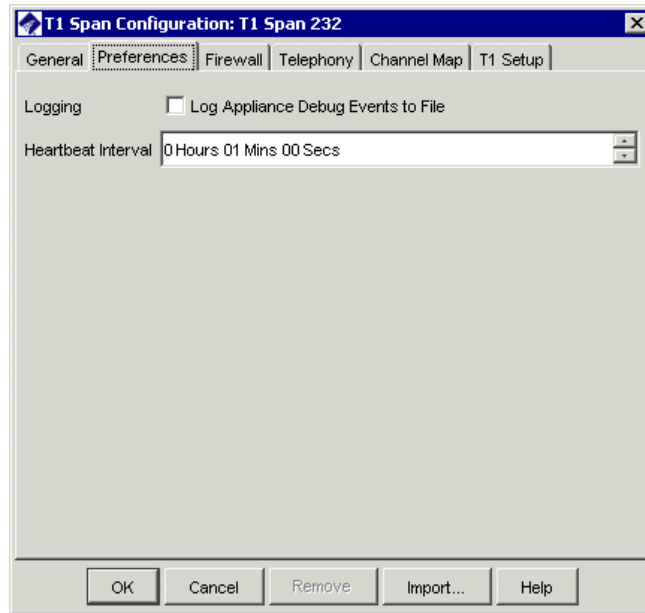 T1 Span Configuration: T1 Span 232
General Preferences Firewall Telephony Channel Map T1 Setup
Logging Log Appliance Debug Events to File
Heartbeat Interval 0 Hours 01 Mins 00 Secs
OK Cancel Remove Import... Help